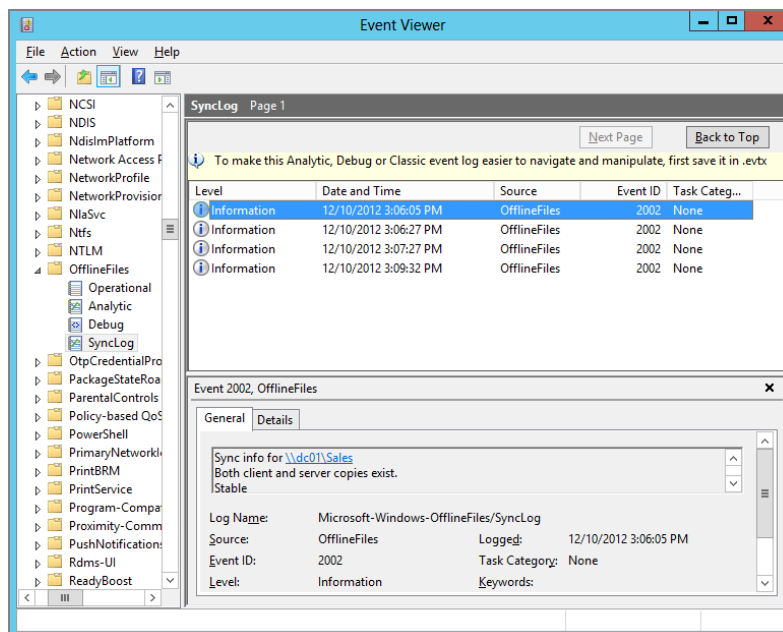 Event Viewer
File Action View Help
NCSI
NDIS
NdisImPlatform
Network Access P
NetworkProfile
NetworkProvision
NlaSvc
Ntfs
NTLM
OfflineFiles
Operational
Analytic
Debug
SyncLog
OtpCredentialPro
PackageStateRoa
ParentalControls
Policy-based QoS
PowerShell
PrimaryNetworkI
PrintBRM
PrintService
Program-Compa
Proximity-Comm
PushNotification
Rdms-UI
ReadyBoost
SyncLog Page 1
Next Page Back to Top
To make this Analytic, Debug or Classic event log easier to navigate and manipulate, first save it in .evtx
Level Date and Time Source Event ID Task Categ...
Information 12/10/2012 3:06:05 PM OfflineFiles 2002 None
Information 12/10/2012 3:06:27 PM OfflineFiles 2002 None
Information 12/10/2012 3:07:27 PM OfflineFiles 2002 None
Information 12/10/2012 3:09:32 PM OfflineFiles 2002 None
Event 2002, OfflineFiles
General Details
Sync info for \\dc01\Sales
Both client and server copies exist.
Stable
Log Name: Microsoft-Windows-OfflineFiles/SyncLog
Source: OfflineFiles Logged: 12/10/2012 3:06:05 PM
Event ID: 2002 Task Category: None
Level: Information Keywords: